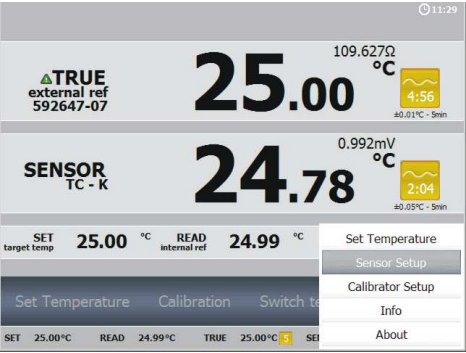 11:29
109.627Ω
TRUE
external ref
592647-07
25.00 °C
4:56
±0.01°C - 5min
0.992mV
SENSOR
TC - K
24.78 °C
2:04
±0.05°C - 5min
SET
target temp
25.00 °C
READ
internal ref
24.99 °C
Set Temperature
Sensor Setup
Calibrator Setup
Info
About
Set Temperature Calibration Switch te
SET 25.00°C READ 24.99°C TRUE 25.00°C S SE